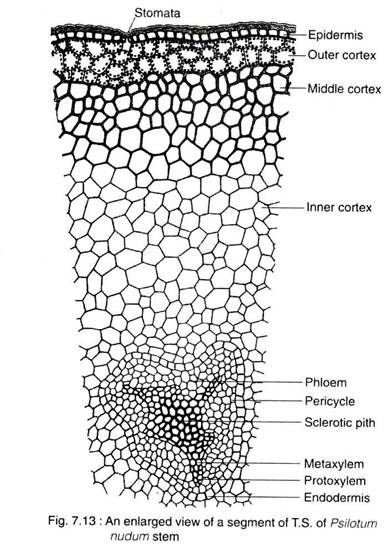 Stomata
Epidermis
Outer cortex
Middle cortex
Inner cortex
Phloem
Pericycle
Sclerotic pith
Metaxylem
Protoxylem
Endodermis
Fig. 7.13 : An enlarged view of a segment of T.S. of Psilotum
nudum stem